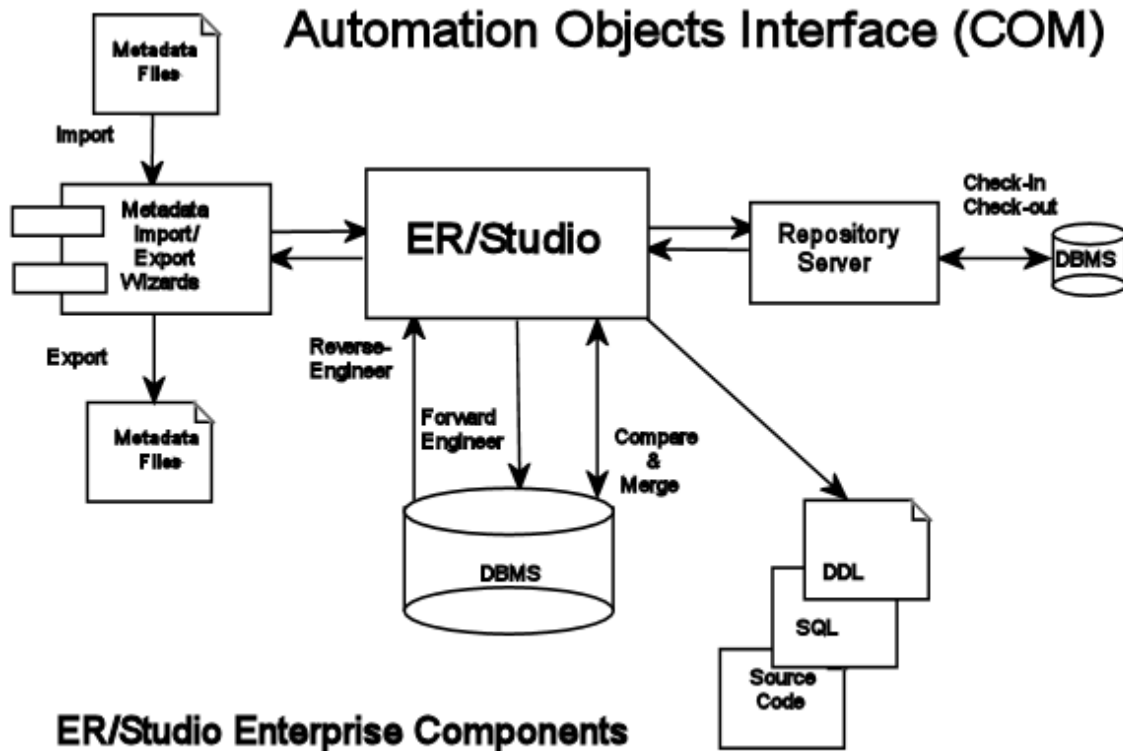 Automation Objects Interface (COM)
Metadata
Files
Import
Metadata
Import/
Export
Wizards
ER/Studio
Repository
Server
Check-in
Check-out
DBMS
Export
Metadata
Files
Reverse-
Engineer
Forward
Engineer
Compare
&
Merge
DBMS
DDL
SQL
Source
Code
ER/Studio Enterprise Components